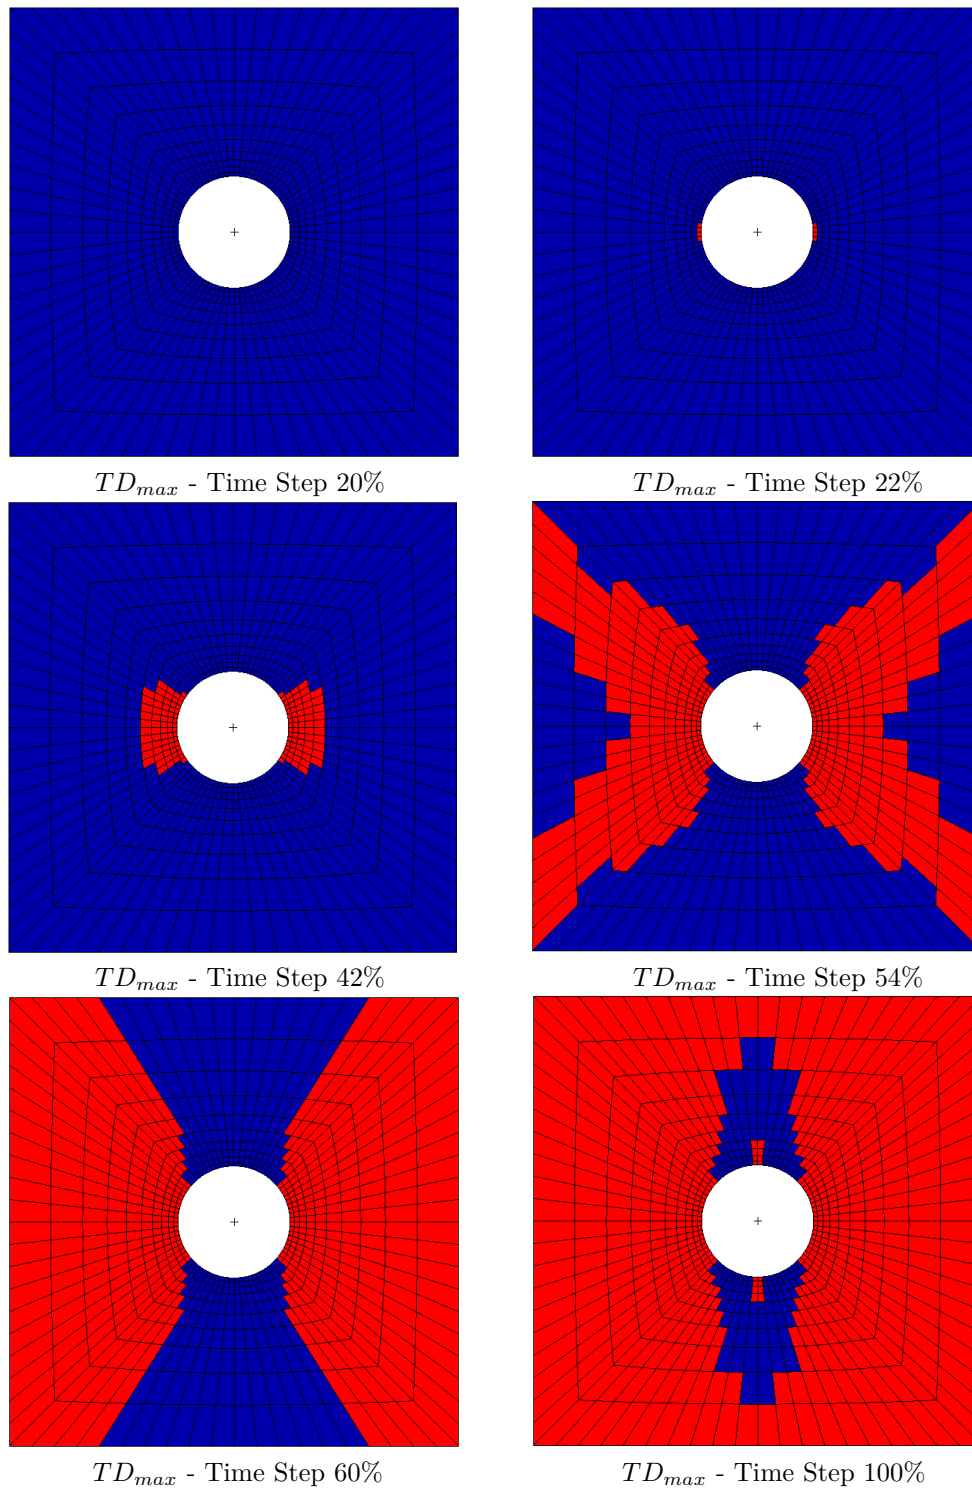 TD_max - Time Step 20%
TD_max - Time Step 22%
TD_max - Time Step 42%
TD_max - Time Step 54%
TD_max - Time Step 60%
TD_max - Time Step 100%